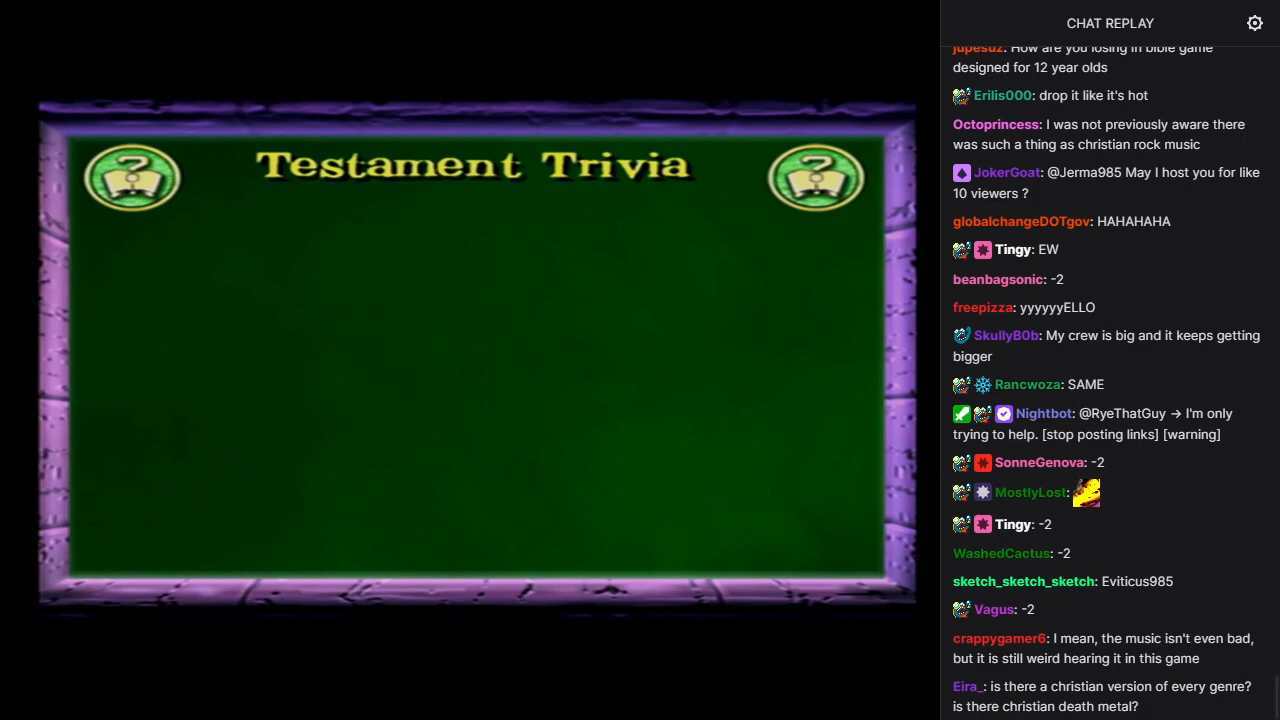 Testament Trivia
CHAT REPLAY
jupesuz: How are you losing in bible game
designed for 12 year olds
Erilis000: drop it like it's hot
Octoprincess: I was not previously aware there
was such a thing as christian rock music
JokerGoat: @Jerma985 May I host you for like
10 viewers ?
globalchangeDOTgov: HAHAHAHA
Tingy: EW
beanbagsonic: -2
freepizza: yyyyyyELLO
SkullyB0b: My crew is big and it keeps getting
bigger
Rancwoza: SAME
Nightbot: @RyeThatGuy -> I'm only
trying to help. [stop posting links] [warning]
SonneGenova: -2
MostlyLost:
Tingy: -2
WashedCactus: -2
sketch_sketch_sketch: Eviticus985
Vagus: -2
crappygamer6: I mean, the music isn't even bad,
but it is still weird hearing it in this game
Eira_: is there a christian version of every genre?
is there christian death metal?